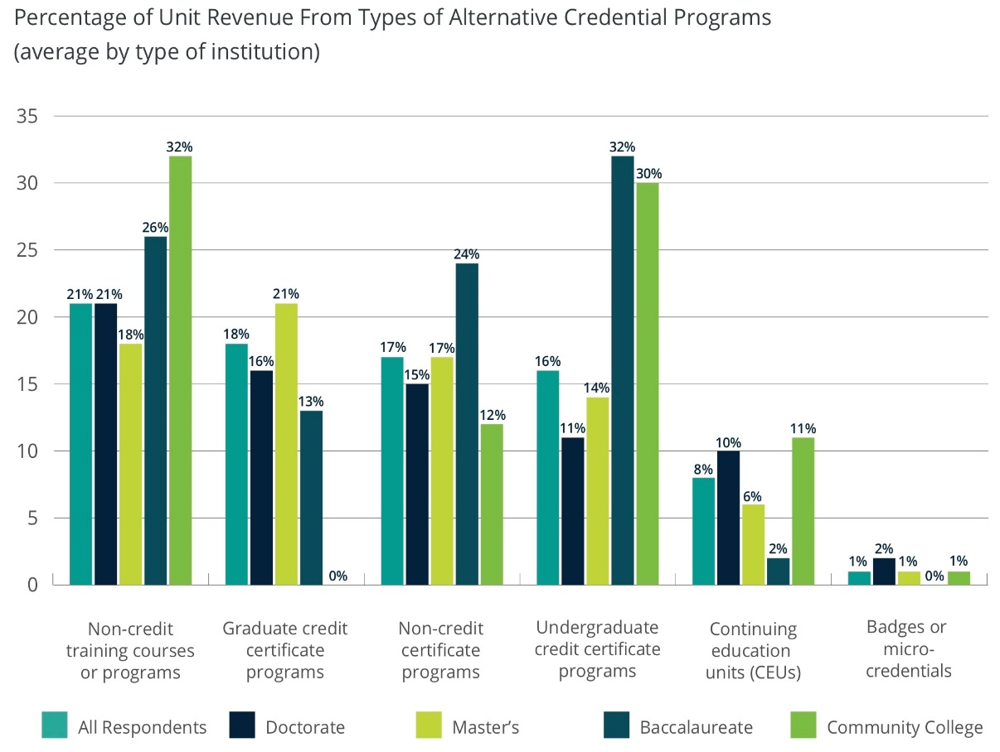 Percentage of Unit Revenue From Types of Alternative Credential Programs
(average by type of institution)
35
30
25
20
15
10
5
0
21% 21% 18% 26% 32%
18% 16% 21% 13% 0%
17% 15% 17% 24% 12%
16% 11% 14% 32% 30%
8% 10% 6% 2% 11%
1% 2% 1% 0% 1%
Non-credit
training courses
or programs
Graduate credit
certificate
programs
Non-credit
certificate
programs
Undergraduate
credit certificate
programs
Continuing
education
units (CEUs)
Badges or
micro-
credentials
All Respondents
Doctorate
Master’s
Baccalaureate
Community College